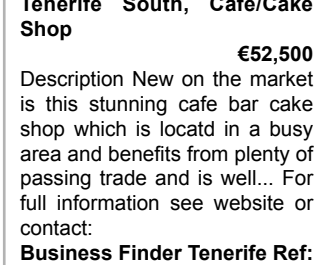 Tenerife South, Cafe/Cake
Shop
€52,500
Description New on the market
is this stunning cafe bar cake
shop which is locatd in a busy
area and benefits from plenty of
passing trade and is well... For
full information see website or
contact:
Business Finder Tenerife Ref: